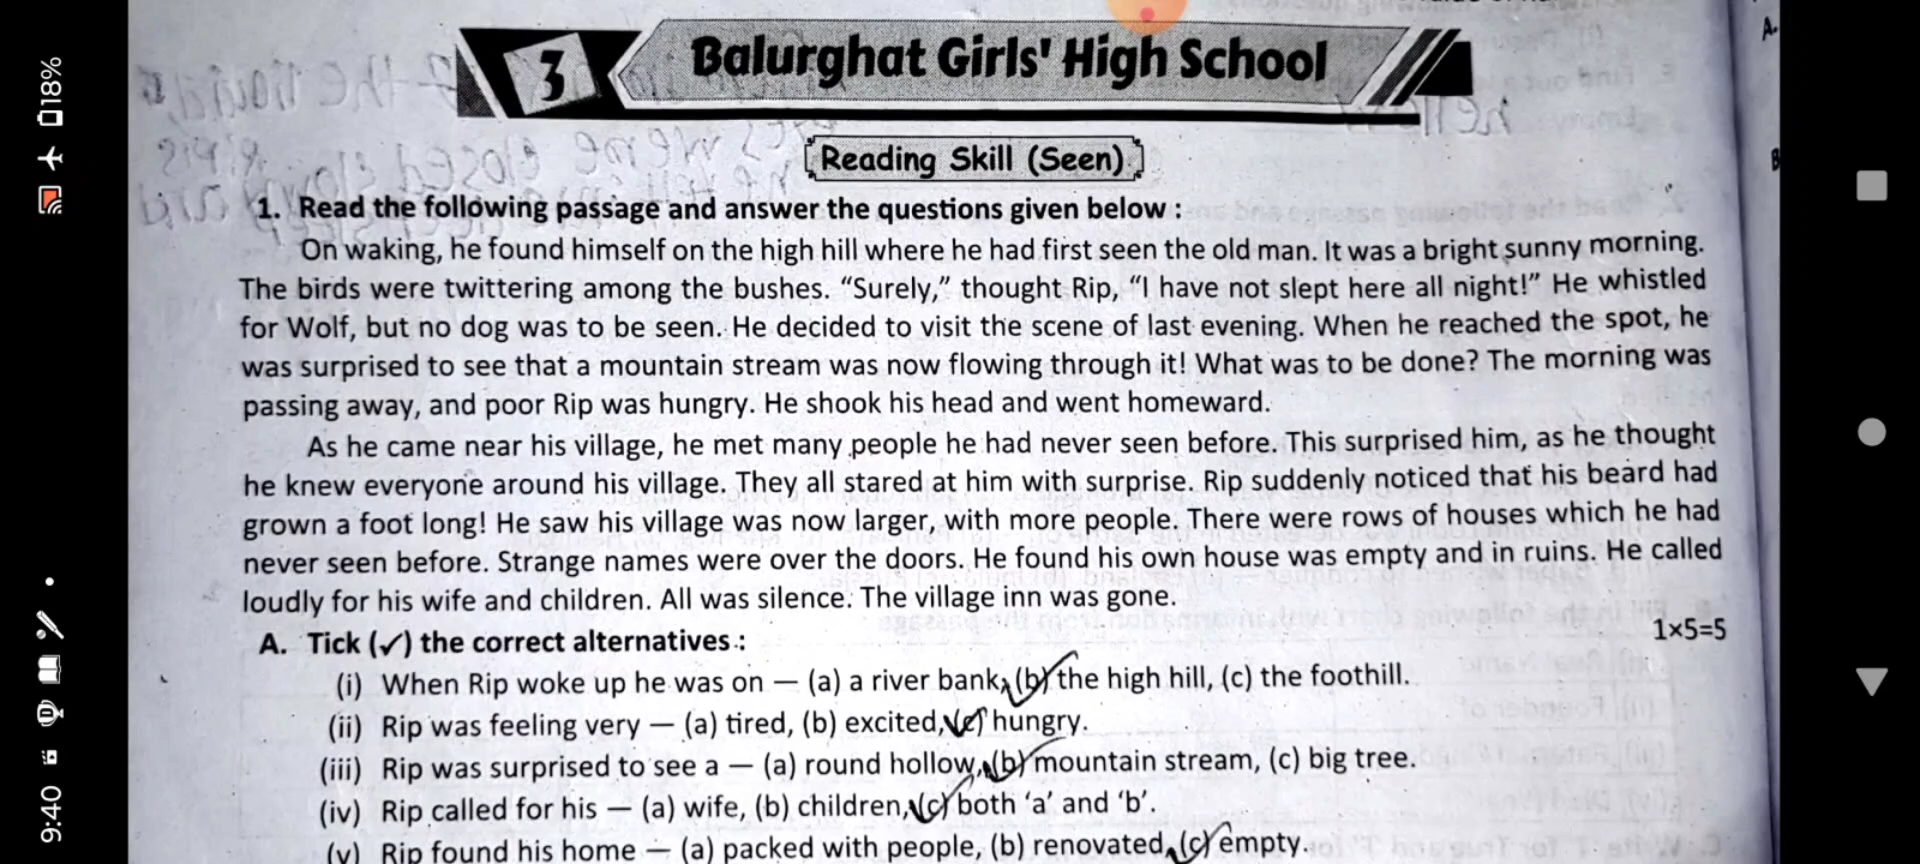 3 Balurghat Girls' High School
Reading Skill (Seen)
1. Read the following passage and answer the questions given below :
On waking, he found himself on the high hill where he had first seen the old man. It was a bright sunny morning.
The birds were twittering among the bushes. “Surely,” thought Rip, “I have not slept here all night!” He whistled
for Wolf, but no dog was to be seen. He decided to visit the scene of last evening. When he reached the spot, he
was surprised to see that a mountain stream was now flowing through it! What was to be done? The morning was
passing away, and poor Rip was hungry. He shook his head and went homeward.
As he came near his village, he met many people he had never seen before. This surprised him, as he thought
he knew everyone around his village. They all stared at him with surprise. Rip suddenly noticed that his beard had
grown a foot long! He saw his village was now larger, with more people. There were rows of houses which he had
never seen before. Strange names were over the doors. He found his own house was empty and in ruins. He called
loudly for his wife and children. All was silence. The village inn was gone.
A. Tick (✓) the correct alternatives :
1×5=5
(i) When Rip woke up he was on — (a) a river bank, (b) the high hill, (c) the foothill.
(ii) Rip was feeling very — (a) tired, (b) excited, (c) hungry.
(iii) Rip was surprised to see a — (a) round hollow, (b) mountain stream, (c) big tree.
(iv) Rip called for his — (a) wife, (b) children, (c) both ‘a’ and ‘b’.
(v) Rip found his home — (a) packed with people, (b) renovated, (c) empty.
A.
B
18%
9:40